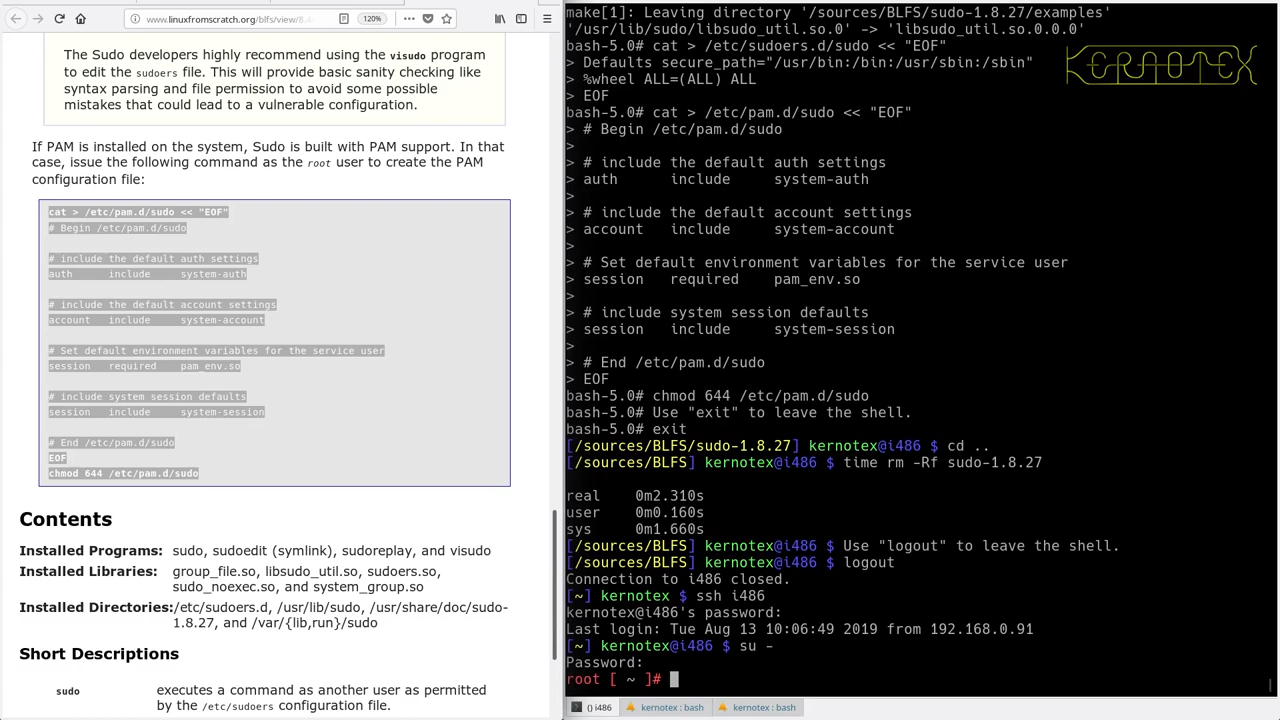 www.linuxfromscratch.org/blfs/view/8.4
120%
The Sudo developers highly recommend using the visudo program
to edit the sudoers file. This will provide basic sanity checking like
syntax parsing and file permission to avoid some possible
mistakes that could lead to a vulnerable configuration.
If PAM is installed on the system, Sudo is built with PAM support. In that
case, issue the following command as the root user to create the PAM
configuration file:
cat > /etc/pam.d/sudo << "EOF"
# Begin /etc/pam.d/sudo
# include the default auth settings
auth      include     system-auth
# include the default account settings
account   include     system-account
# Set default environment variables for the service user
session   required    pam_env.so
# include system session defaults
session   include     system-session
# End /etc/pam.d/sudo
EOF
chmod 644 /etc/pam.d/sudo
Contents
Installed Programs: sudo, sudoedit (symlink), sudoreplay, and visudo
Installed Libraries: group_file.so, libsudo_util.so, sudoers.so,
sudo_noexec.so, and system_group.so
Installed Directories: /etc/sudoers.d, /usr/lib/sudo, /usr/share/doc/sudo-
1.8.27, and /var/{lib,run}/sudo
Short Descriptions
sudo executes a command as another user as permitted
by the /etc/sudoers configuration file.
make[1]: Leaving directory '/sources/BLFS/sudo-1.8.27/examples'
'/usr/lib/sudo/libsudo_util.so.0' -> 'libsudo_util.so.0.0.0'
bash-5.0# cat > /etc/sudoers.d/sudo << "EOF"
> Defaults secure_path="/usr/bin:/bin:/usr/sbin:/sbin"
> %wheel ALL=(ALL) ALL
> EOF
bash-5.0# cat > /etc/pam.d/sudo << "EOF"
> # Begin /etc/pam.d/sudo
>
> # include the default auth settings
> auth      include     system-auth
>
> # include the default account settings
> account   include     system-account
>
> # Set default environment variables for the service user
> session   required    pam_env.so
>
> # include system session defaults
> session   include     system-session
>
> # End /etc/pam.d/sudo
> EOF
bash-5.0# chmod 644 /etc/pam.d/sudo
bash-5.0# Use "exit" to leave the shell.
bash-5.0# exit
[/sources/BLFS/sudo-1.8.27] kernotex@i486 $ cd ..
[/sources/BLFS] kernotex@i486 $ time rm -Rf sudo-1.8.27
real    0m2.310s
user    0m0.160s
sys     0m1.660s
[/sources/BLFS] kernotex@i486 $ Use "logout" to leave the shell.
[/sources/BLFS] kernotex@i486 $ logout
Connection to i486 closed.
[~] kernotex $ ssh i486
kernotex@i486's password:
Last login: Tue Aug 13 10:06:49 2019 from 192.168.0.91
[~] kernotex@i486 $ su -
Password:
root [ ~ ]#
KERNOTEX
() i486
kernotex : bash
kernotex : bash